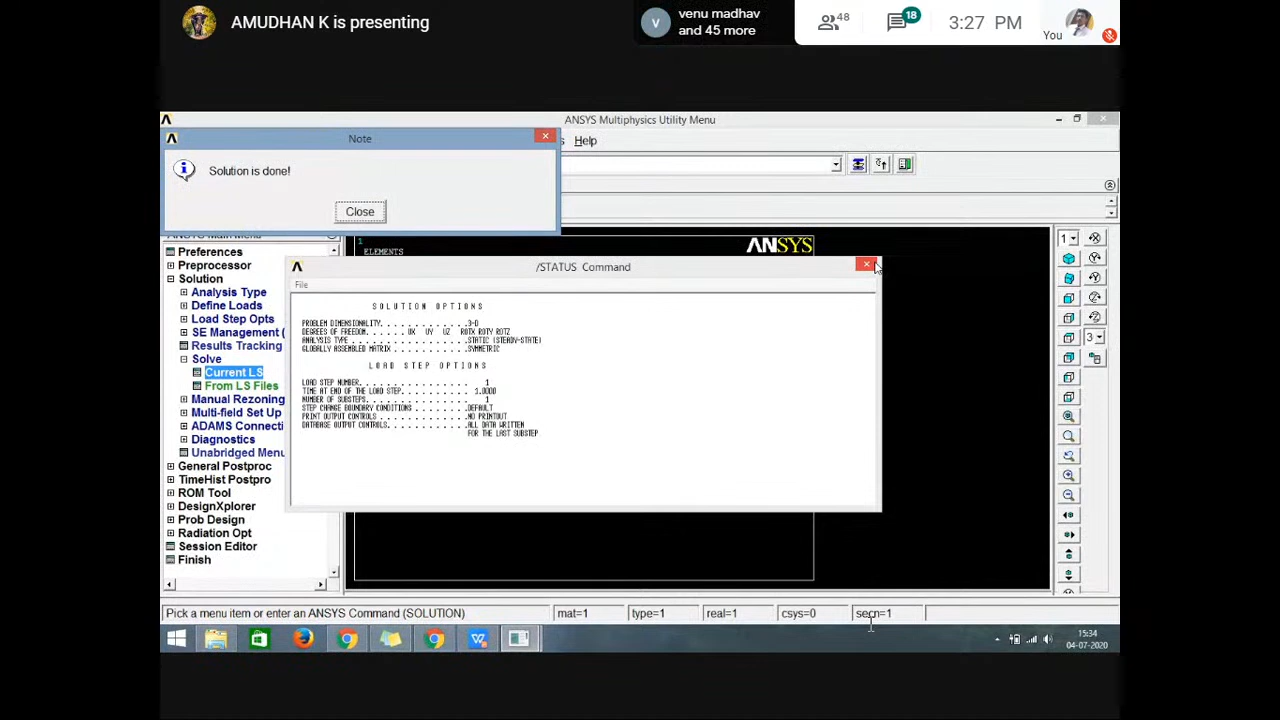 AMUDHAN K is presenting
v
venu madhav
and 45 more
48
18
3:27 PM
You
ANSYS Multiphysics Utility Menu
Note
s Help
Solution is done!
Close
ANSYS Main Menu
Preferences
Preprocessor
Solution
Analysis Type
Define Loads
Load Step Opts
SE Management (
Results Tracking
Solve
Current LS
From LS Files
Manual Rezoning
Multi-field Set Up
ADAMS Connecti
Diagnostics
Unabridged Menu
General Postproc
TimeHist Postpro
ROM Tool
DesignXplorer
Prob Design
Radiation Opt
Session Editor
Finish
1
ELEMENTS
ANSYS
/STATUS Command
File
SOLUTION OPTIONS
PROBLEM DIMENSIONALITY. . . . . . . . . . . . .3-D
DEGREES OF FREEDOM. . . . . . UX UY UZ ROTX ROTY ROTZ
ANALYSIS TYPE . . . . . . . . . . . . . . . . .STATIC (STEADY-STATE)
GLOBALLY ASSEMBLED MATRIX . . . . . . . . . . .SYMMETRIC
LOAD STEP OPTIONS
LOAD STEP NUMBER. . . . . . . . . . . . . . . . 1
TIME AT END OF THE LOAD STEP. . . . . . . . . . 1.0000
NUMBER OF SUBSTEPS. . . . . . . . . . . . . . . 1
STEP CHANGE BOUNDARY CONDITIONS . . . . . . . .DEFAULT
PRINT OUTPUT CONTROLS . . . . . . . . . . . . .NO PRINTOUT
DATABASE OUTPUT CONTROLS. . . . . . . . . . . .ALL DATA WRITTEN
FOR THE LAST SUBSTEP
1
3
Pick a menu item or enter an ANSYS Command (SOLUTION)
mat=1
type=1
real=1
csys=0
secn=1
15:34
04-07-2020